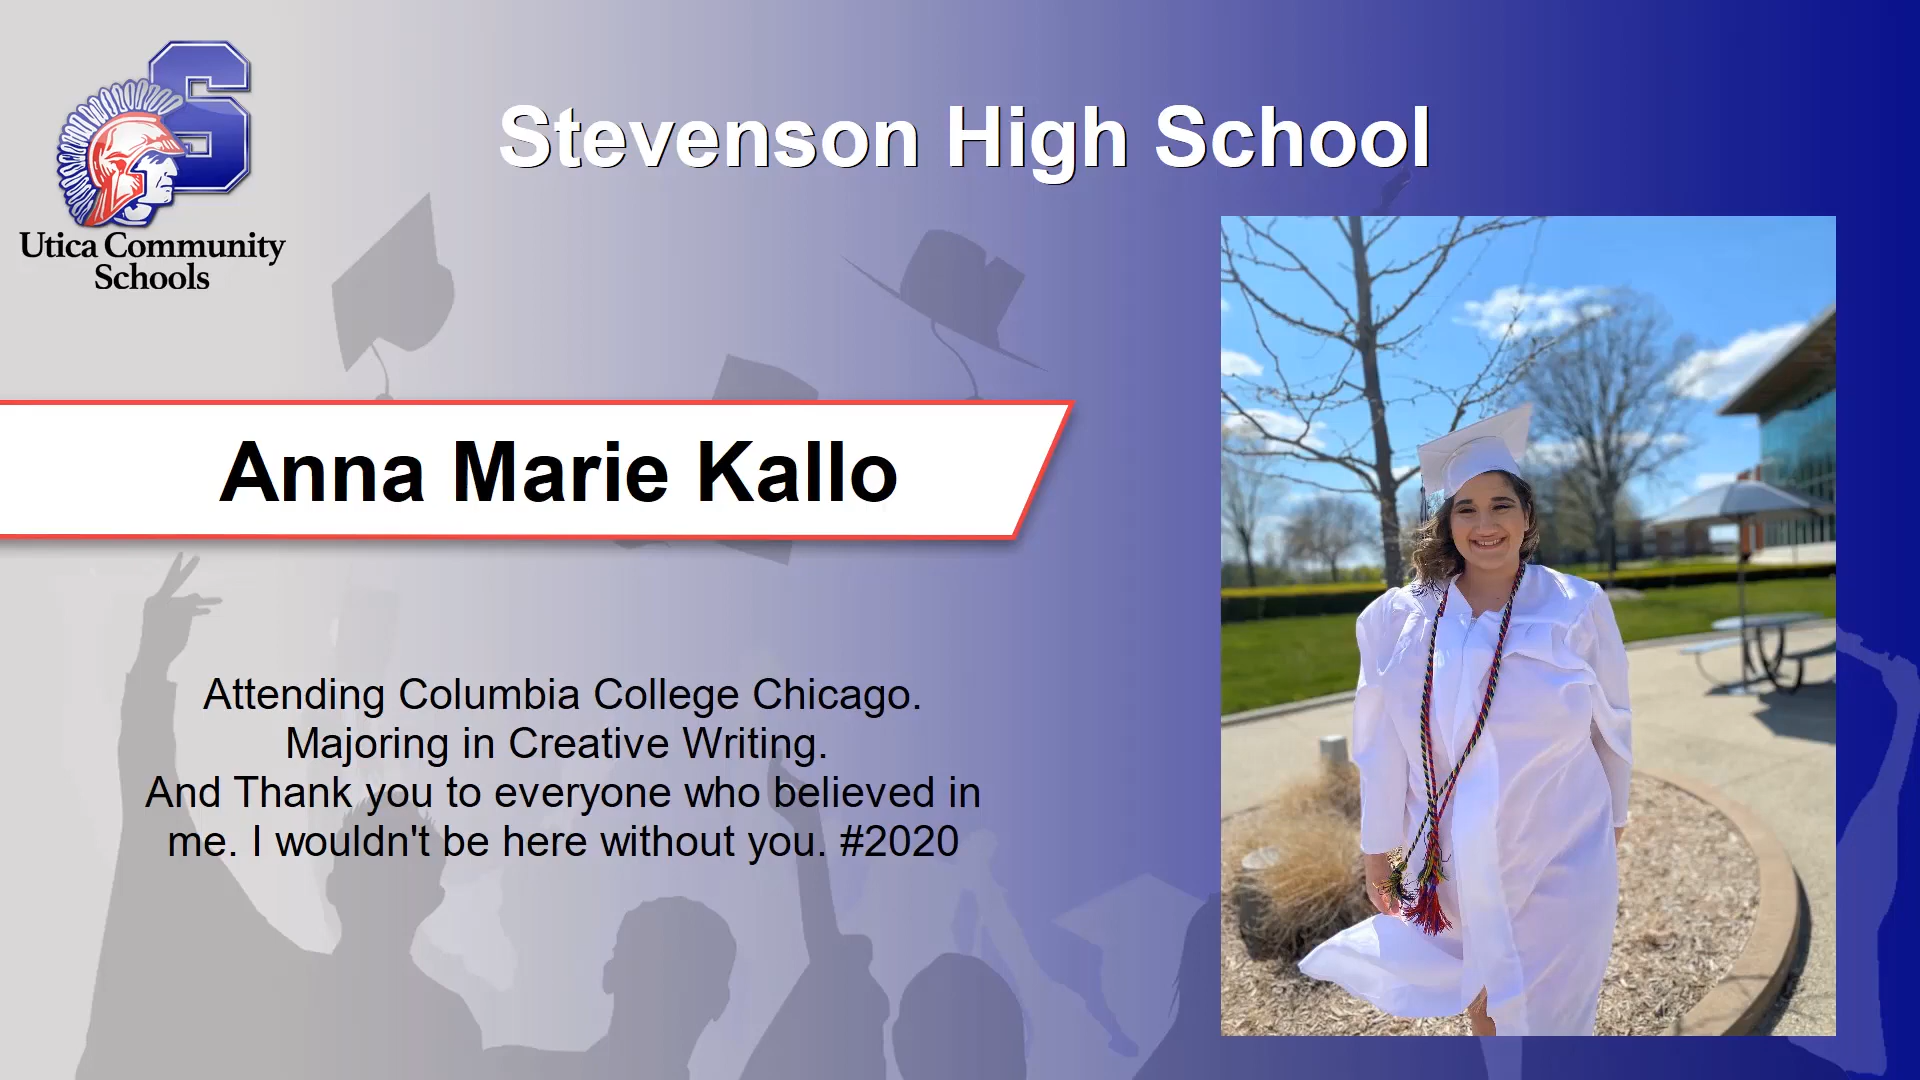 S
Utica Community
Schools
Stevenson High School
Anna Marie Kallo
Attending Columbia College Chicago.
Majoring in Creative Writing.
And Thank you to everyone who believed in
me. I wouldn't be here without you. #2020